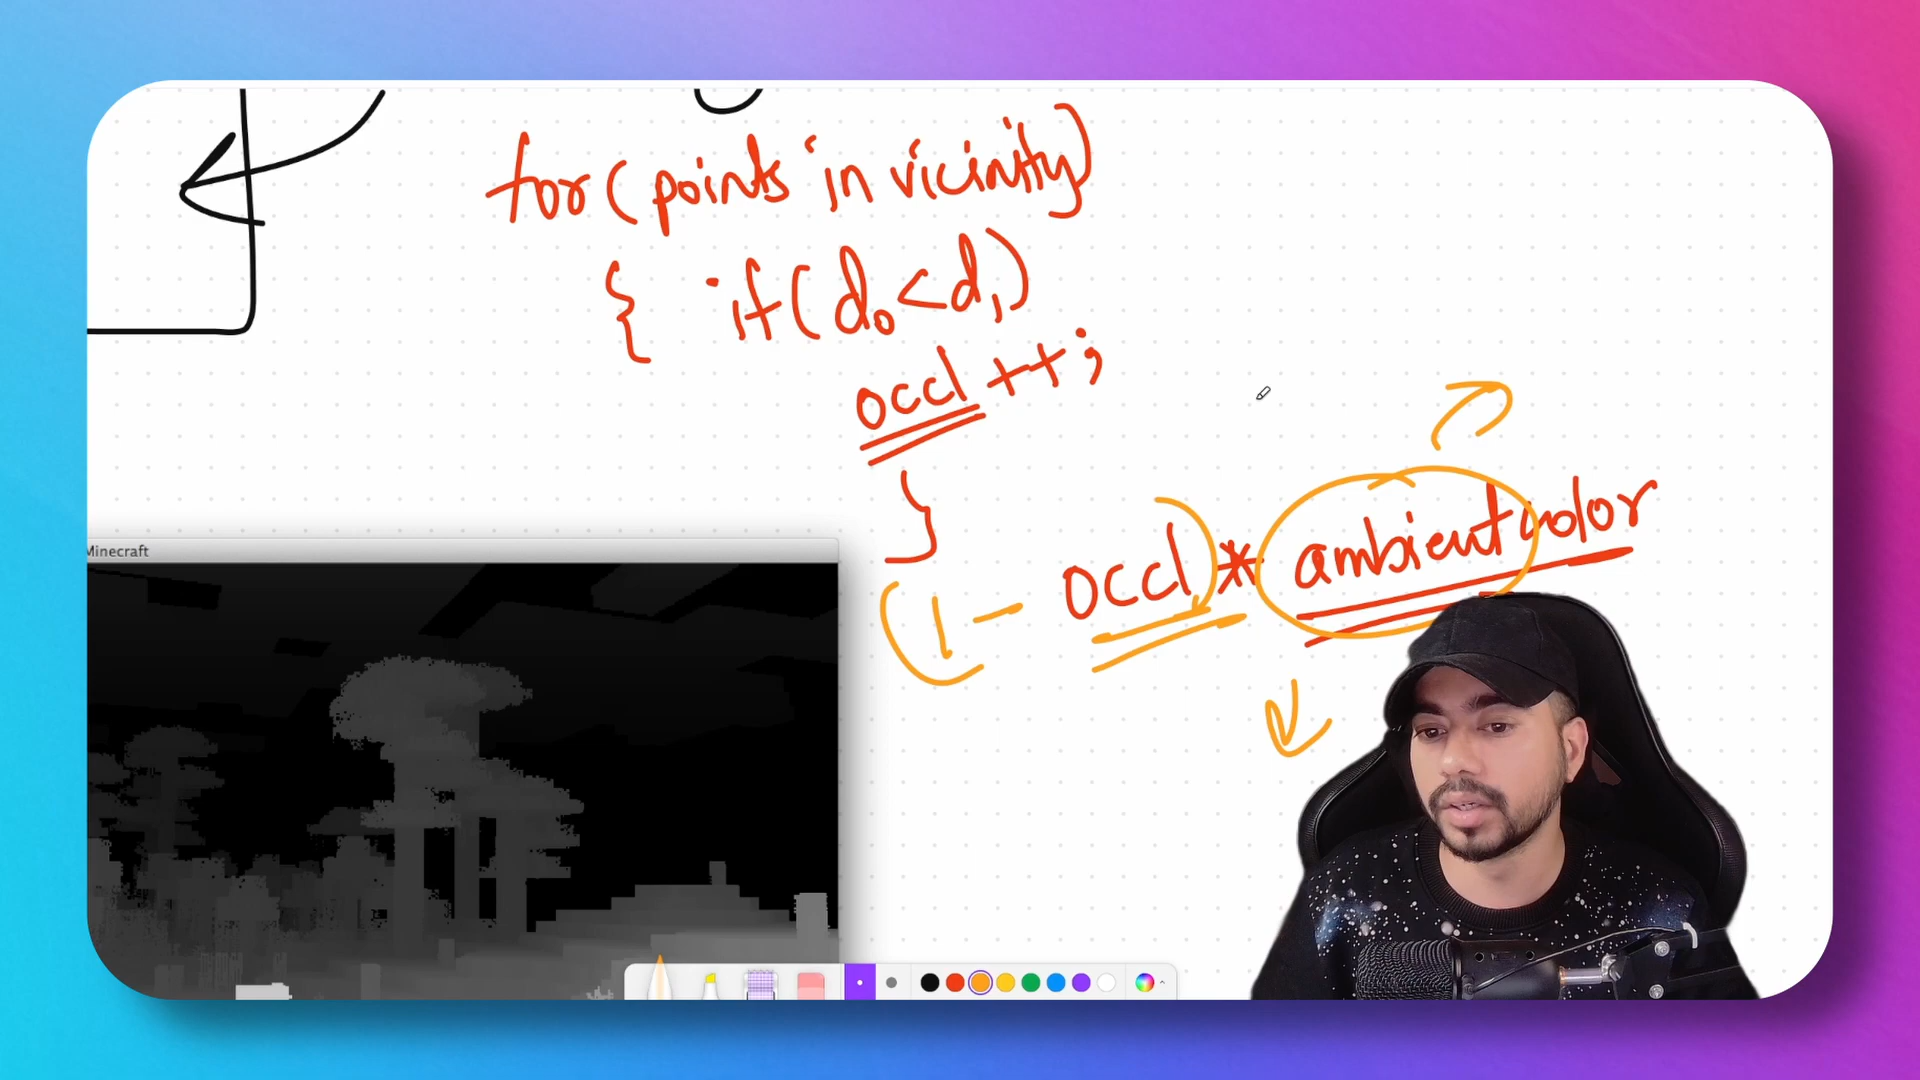 for(points in vicinity)
{ if(d0<d1)
occl++;
}
(1 - occl) * ambient color
Minecraft